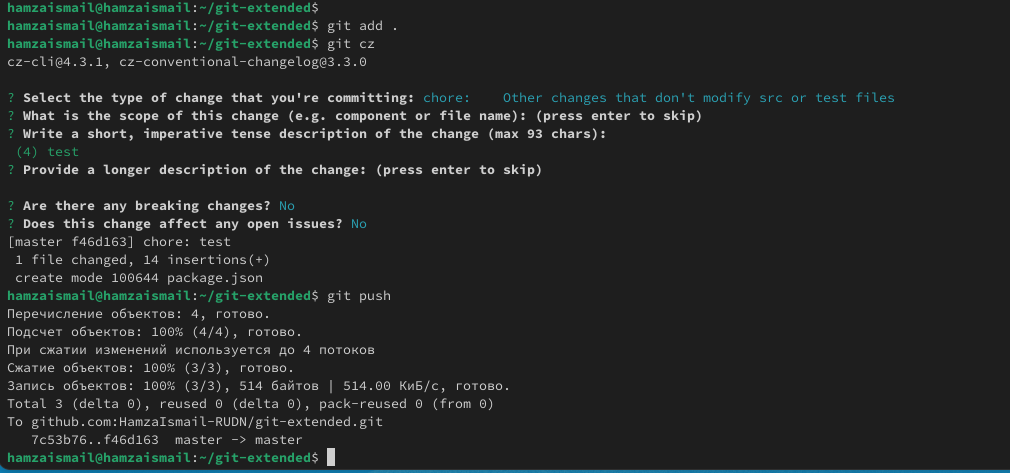 hamzaismail@hamzaismail:~/git-extended$
hamzaismail@hamzaismail:~/git-extended$ git add .
hamzaismail@hamzaismail:~/git-extended$ git cz
cz-cli@4.3.1, cz-conventional-changelog@3.3.0
? Select the type of change that you're committing: chore:    Other changes that don't modify src or test files
? What is the scope of this change (e.g. component or file name): (press enter to skip)
? Write a short, imperative tense description of the change (max 93 chars):
 (4) test
? Provide a longer description of the change: (press enter to skip)
? Are there any breaking changes? No
? Does this change affect any open issues? No
[master f46d163] chore: test
 1 file changed, 14 insertions(+)
 create mode 100644 package.json
hamzaismail@hamzaismail:~/git-extended$ git push
Перечисление объектов: 4, готово.
Подсчет объектов: 100% (4/4), готово.
При сжатии изменений используется до 4 потоков
Сжатие объектов: 100% (3/3), готово.
Запись объектов: 100% (3/3), 514 байтов | 514.00 КиБ/с, готово.
Total 3 (delta 0), reused 0 (delta 0), pack-reused 0 (from 0)
To github.com:HamzaIsmail-RUDN/git-extended.git
   7c53b76..f46d163  master -> master
hamzaismail@hamzaismail:~/git-extended$